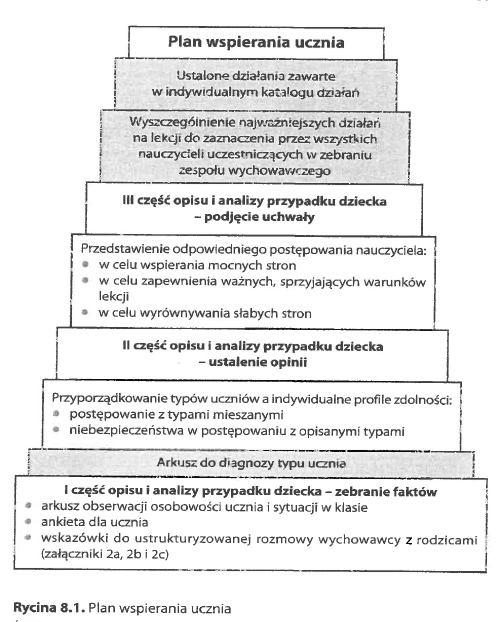 Plan wspierania ucznia
Ustalone działania zawarte
w indywidualnym katalogu działań
Wyszczególnienie najważniejszych działań
na lekcji do zaznaczenia przez wszystkich
nauczycieli uczestniczących w zebraniu
zespołu wychowawczego
III część opisu i analizy przypadku dziecka
– podjęcie uchwały
Przedstawienie odpowiedniego postępowania nauczyciela:
• w celu wspierania mocnych stron
• w celu zapewnienia ważnych, sprzyjających warunków
lekcji
• w celu wyrównywania słabych stron
II część opisu i analizy przypadku dziecka
– ustalenie opinii
Przyporządkowanie typów uczniów a indywidualne profile zdolności:
• postępowanie z typami mieszanymi
• niebezpieczeństwa w postępowaniu z opisanymi typami
Arkusz do diagnozy typu ucznia
I część opisu i analizy przypadku dziecka – zebranie faktów
• arkusz obserwacji osobowości ucznia i sytuacji w klasie
• ankieta dla ucznia
• wskazówki do ustrukturyzowanej rozmowy wychowawcy z rodzicami
(załączniki 2a, 2b i 2c)
Rycina 8.1. Plan wspierania ucznia